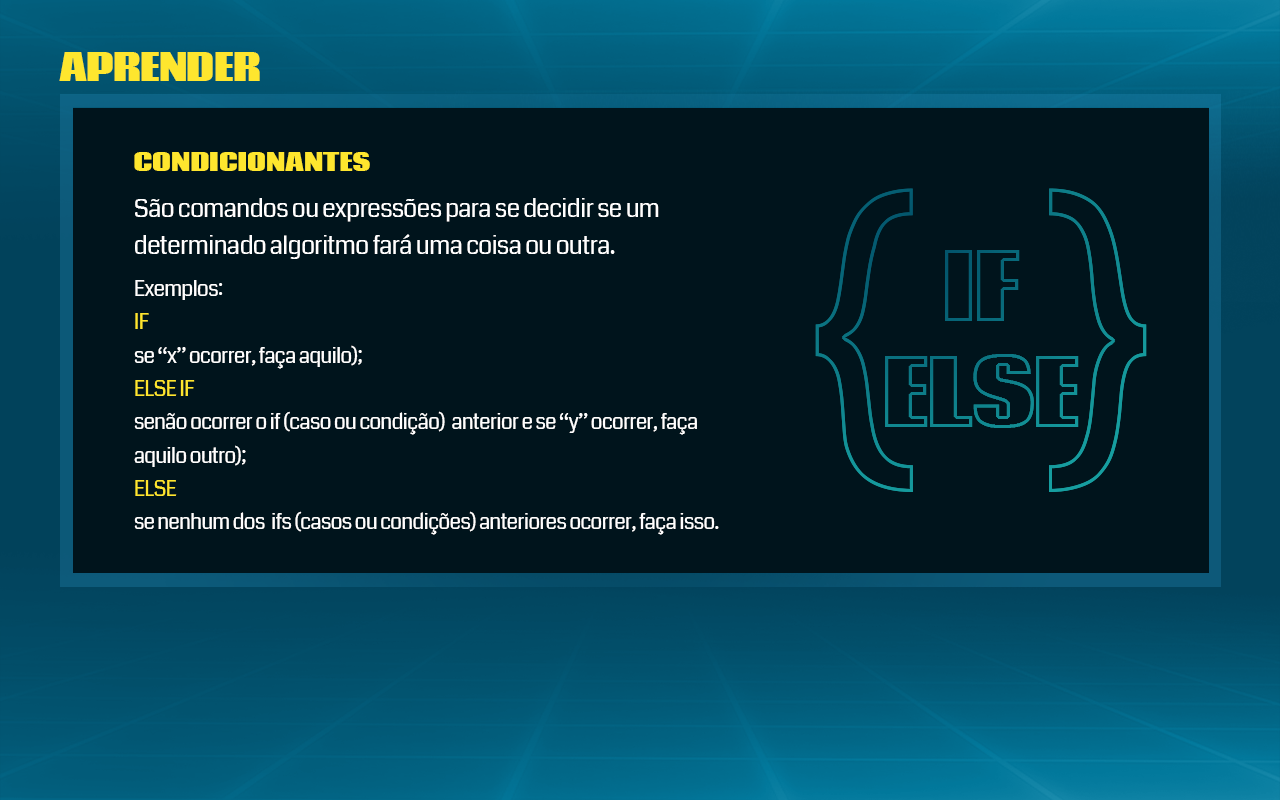 APRENDER
CONDICIONANTES
São comandos ou expressões para se decidir se um
determinado algoritmo fará uma coisa ou outra.
Exemplos:
IF
se “x” ocorrer, faça aquilo);
ELSE IF
senão ocorrer o if (caso ou condição)  anterior e se “y” ocorrer, faça
aquilo outro);
ELSE
se nenhum dos  ifs (casos ou condições) anteriores ocorrer, faça isso.
{ IF }
ELSE